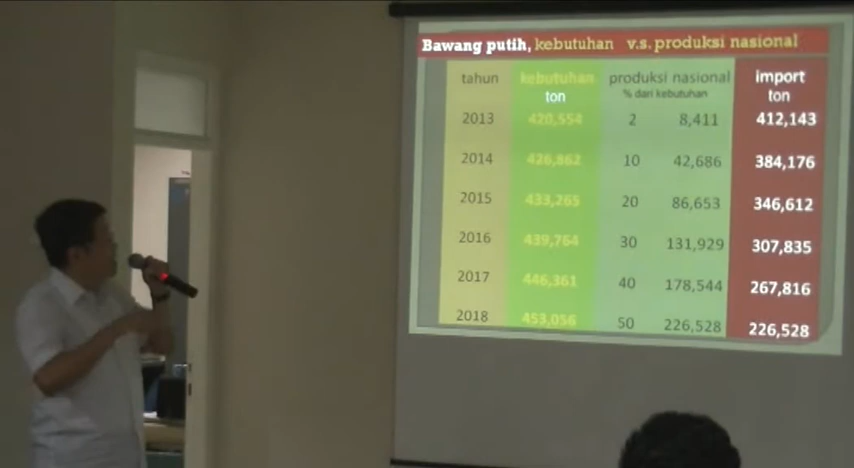 Bawang putih, kebutuhan v.s. produksi nasional
tahun kebutuhan produksi nasional import
ton % dari kebutuhan ton
2013 420,554 2 8,411 412,143
2014 426,862 10 42,686 384,176
2015 433,265 20 86,653 346,612
2016 439,764 30 131,929 307,835
2017 446,361 40 178,544 267,816
2018 453,056 50 226,528 226,528